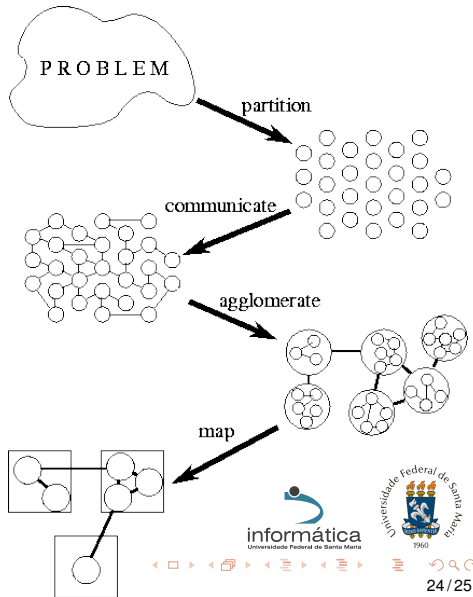 PROBLEM
partition
communicate
agglomerate
map
informática
Universidade Federal de Santa Maria
Universidade Federal de Santa Maria
1960
24/25